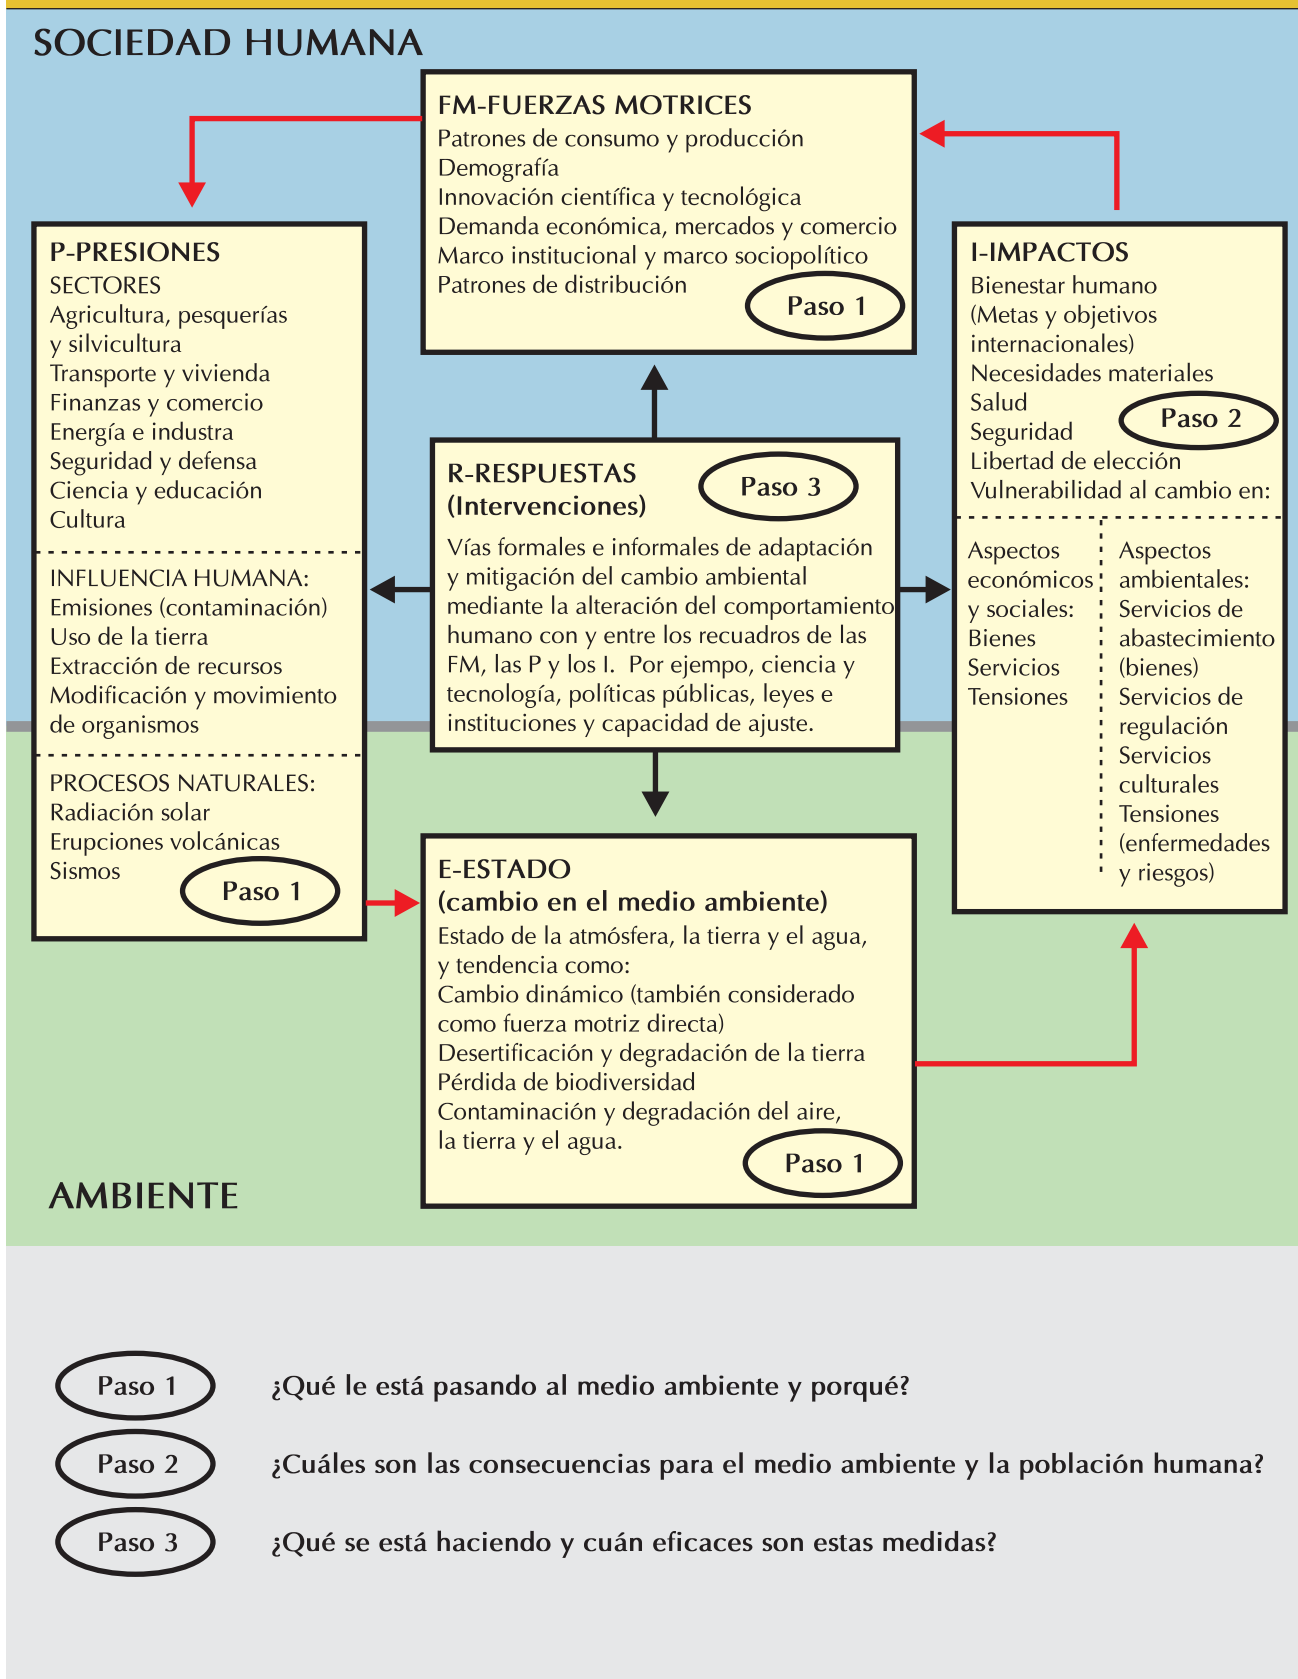 SOCIEDAD HUMANA
FM-FUERZAS MOTRICES
Patrones de consumo y producción
Demografía
Innovación científica y tecnológica
Demanda económica, mercados y comercio
Marco institucional y marco sociopolítico
Patrones de distribución
Paso 1
P-PRESIONES
SECTORES
Agricultura, pesquerías
y silvicultura
Transporte y vivienda
Finanzas y comercio
Energía e industra
Seguridad y defensa
Ciencia y educación
Cultura
INFLUENCIA HUMANA:
Emisiones (contaminación)
Uso de la tierra
Extracción de recursos
Modificación y movimiento
de organismos
PROCESOS NATURALES:
Radiación solar
Erupciones volcánicas
Sismos
Paso 1
R-RESPUESTAS
(Intervenciones)
Paso 3
Vías formales e informales de adaptación
y mitigación del cambio ambiental
mediante la alteración del comportamiento
humano con y entre los recuadros de las
FM, las P y los I.  Por ejemplo, ciencia y
tecnología, políticas públicas, leyes e
instituciones y capacidad de ajuste.
I-IMPACTOS
Bienestar humano
(Metas y objetivos
internacionales)
Necesidades materiales
Salud
Seguridad
Paso 2
Libertad de elección
Vulnerabilidad al cambio en:
Aspectos
económicos
y sociales:
Bienes
Servicios
Tensiones
Aspectos
ambientales:
Servicios de
abastecimiento
(bienes)
Servicios de
regulación
Servicios
culturales
Tensiones
(enfermedades
y riesgos)
E-ESTADO
(cambio en el medio ambiente)
Estado de la atmósfera, la tierra y el agua,
y tendencia como:
Cambio dinámico (también considerado
como fuerza motriz directa)
Desertificación y degradación de la tierra
Pérdida de biodiversidad
Contaminación y degradación del aire,
la tierra y el agua.
Paso 1
AMBIENTE
Paso 1 ¿Qué le está pasando al medio ambiente y porqué?
Paso 2 ¿Cuáles son las consecuencias para el medio ambiente y la población humana?
Paso 3 ¿Qué se está haciendo y cuán eficaces son estas medidas?